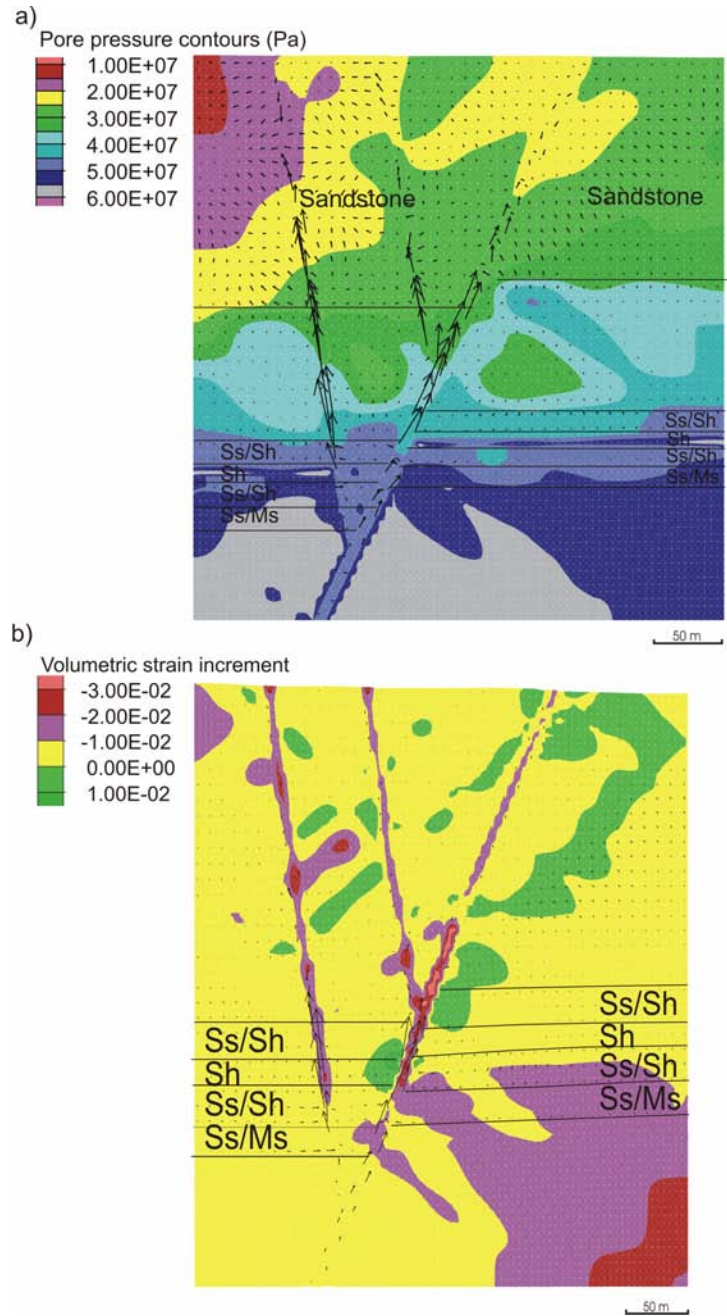 a)
Pore pressure contours (Pa)
1.00E+07
2.00E+07
3.00E+07
4.00E+07
5.00E+07
6.00E+07
Sandstone
Sandstone
Ss/Sh
Sh
Ss/Sh
Ss/Ms
Ss/Sh
Sh
Ss/Sh
Ss/Ms
50 m
b)
Volumetric strain increment
-3.00E-02
-2.00E-02
-1.00E-02
0.00E+00
1.00E-02
Ss/Sh
Sh
Ss/Sh
Ss/Ms
Ss/Sh
Sh
Ss/Sh
Ss/Ms
50 m